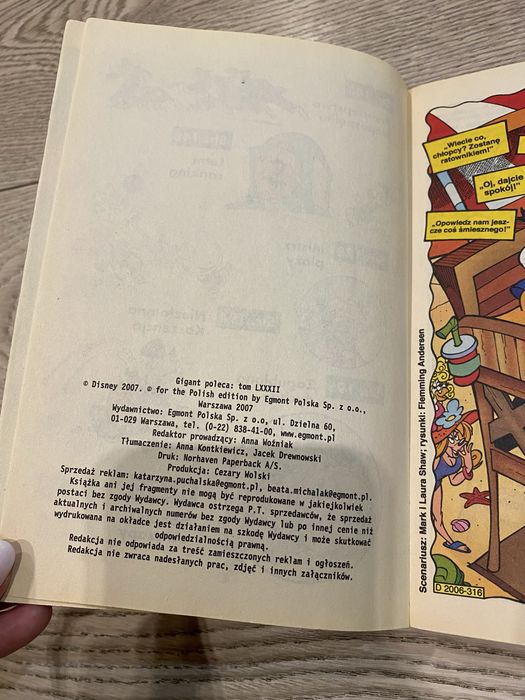 Gigant poleca: tom LXXXII
© Disney 2007. © for the Polish edition by Egmont Polska Sp. z o.o.,
Warszawa 2007
Wydawnictwo: Egmont Polska Sp. z o.o, ul. Dzielna 60,
01-029 Warszawa, tel. (0-22) 838-41-00, www.egmont.pl
Redaktor prowadzący: Anna Woźniak
Tłumaczenie: Anna Kontkiewicz, Jacek Drewnowski
Druk: Norhaven Paperback A/S.
Produkcja: Cezary Wolski
Sprzedaż reklam: katarzyna.puchalska@egmont.pl, beata.michalak@egmont.pl.
Książka ani jej fragmenty nie mogą być reprodukowane w jakiejkolwiek
postaci bez zgody Wydawcy. Wydawca ostrzega P.T. sprzedawców, że sprzedaż
aktualnych i archiwalnych numerów bez zgody Wydawcy lub po innej cenie niż
wydrukowana na okładce jest działaniem na szkodę Wydawcy i może skutkować
odpowiedzialnością prawną.
Redakcja nie odpowiada za treść zamieszczonych reklam i ogłoszeń.
Redakcja nie zwraca nadesłanych prac, zdjęć i innych załączników.
„Wiecie co,
chłopcy? Zostanę
ratownikiem!"
„Oj, dajcie
spokój!"
„Opowiedz nam jesz-
cze coś śmiesznego!"
Scenariusz: Mark i Laura Shaw; rysunki: Flemming Andersen
D 2006-316